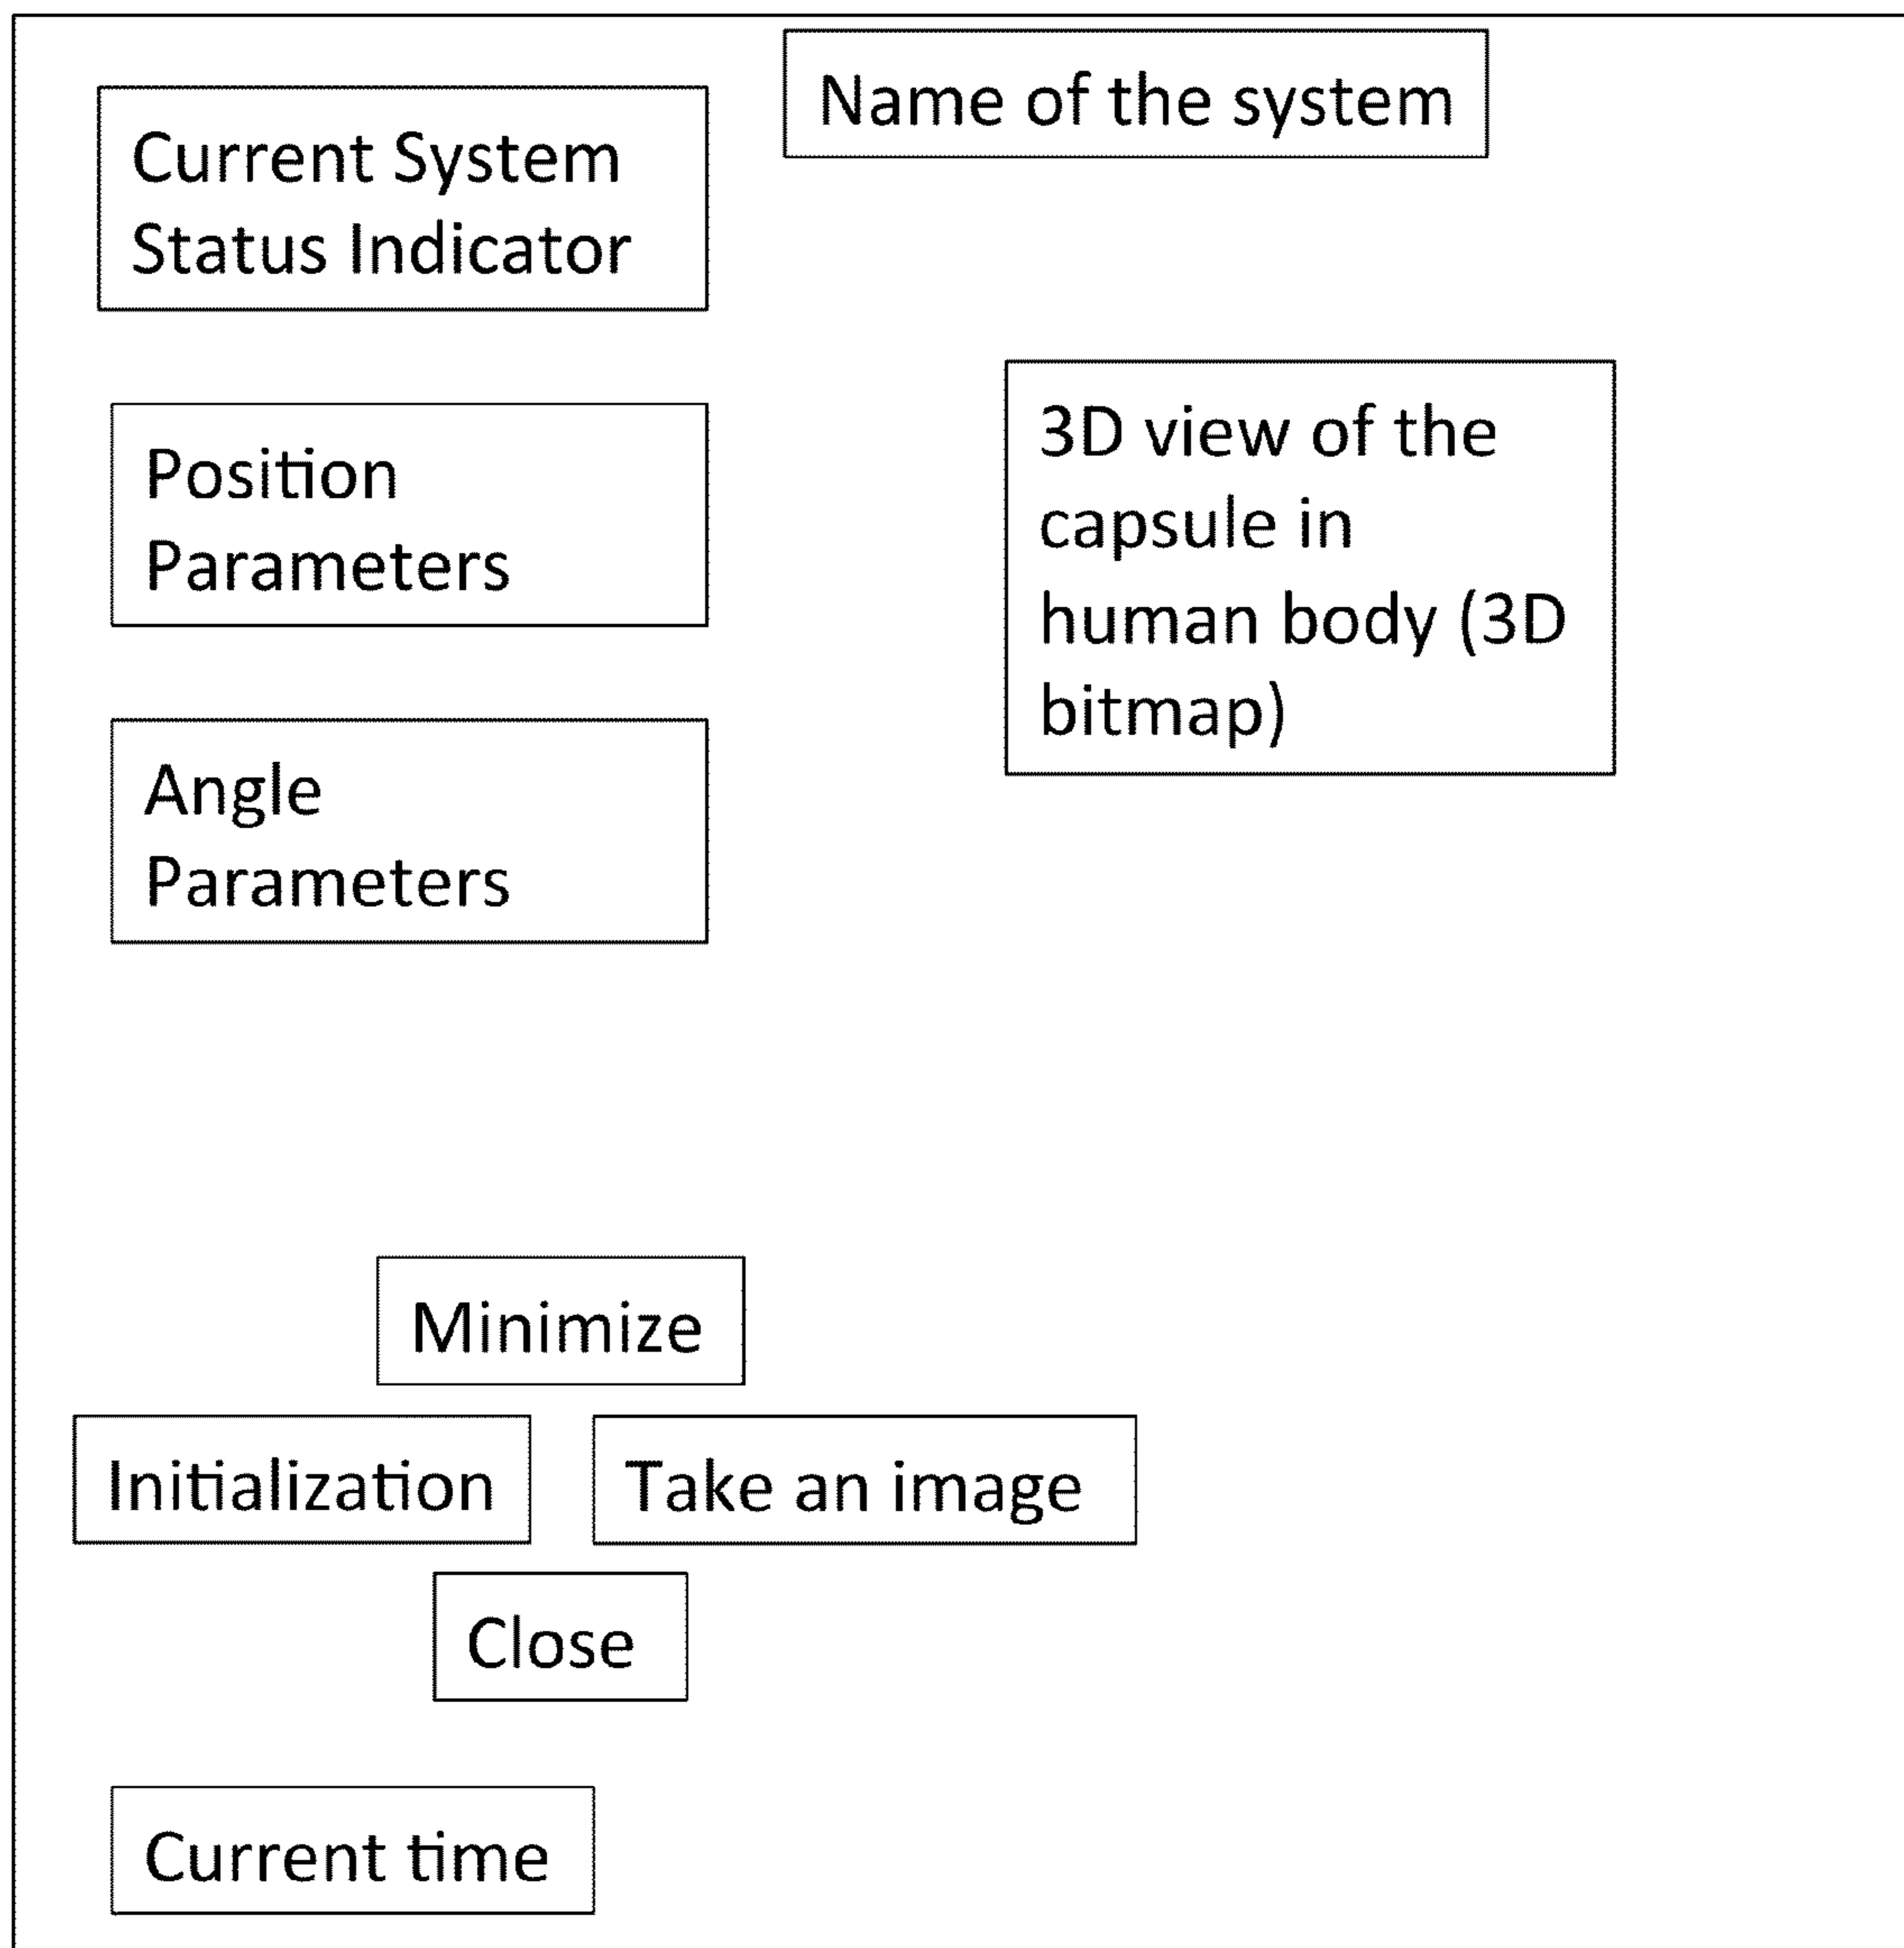 Name of the system
Current System
Status Indicator
Position
Parameters
3D view of the
capsule in
human body (3D
bitmap)
Angle
Parameters
Minimize
Initialization
Take an image
Close
Current time